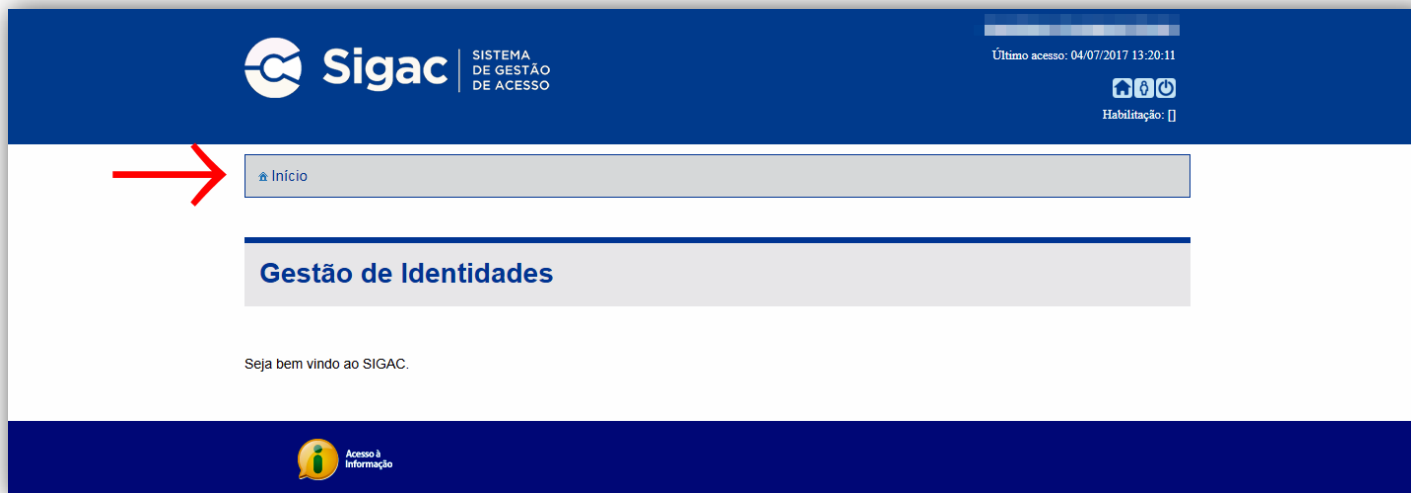 Sigac
SISTEMA
DE GESTÃO
DE ACESSO
Último acesso: 04/07/2017 13:20:11
Habilitação: []
Início
Gestão de Identidades
Seja bem vindo ao SIGAC.
Acesso à
Informação